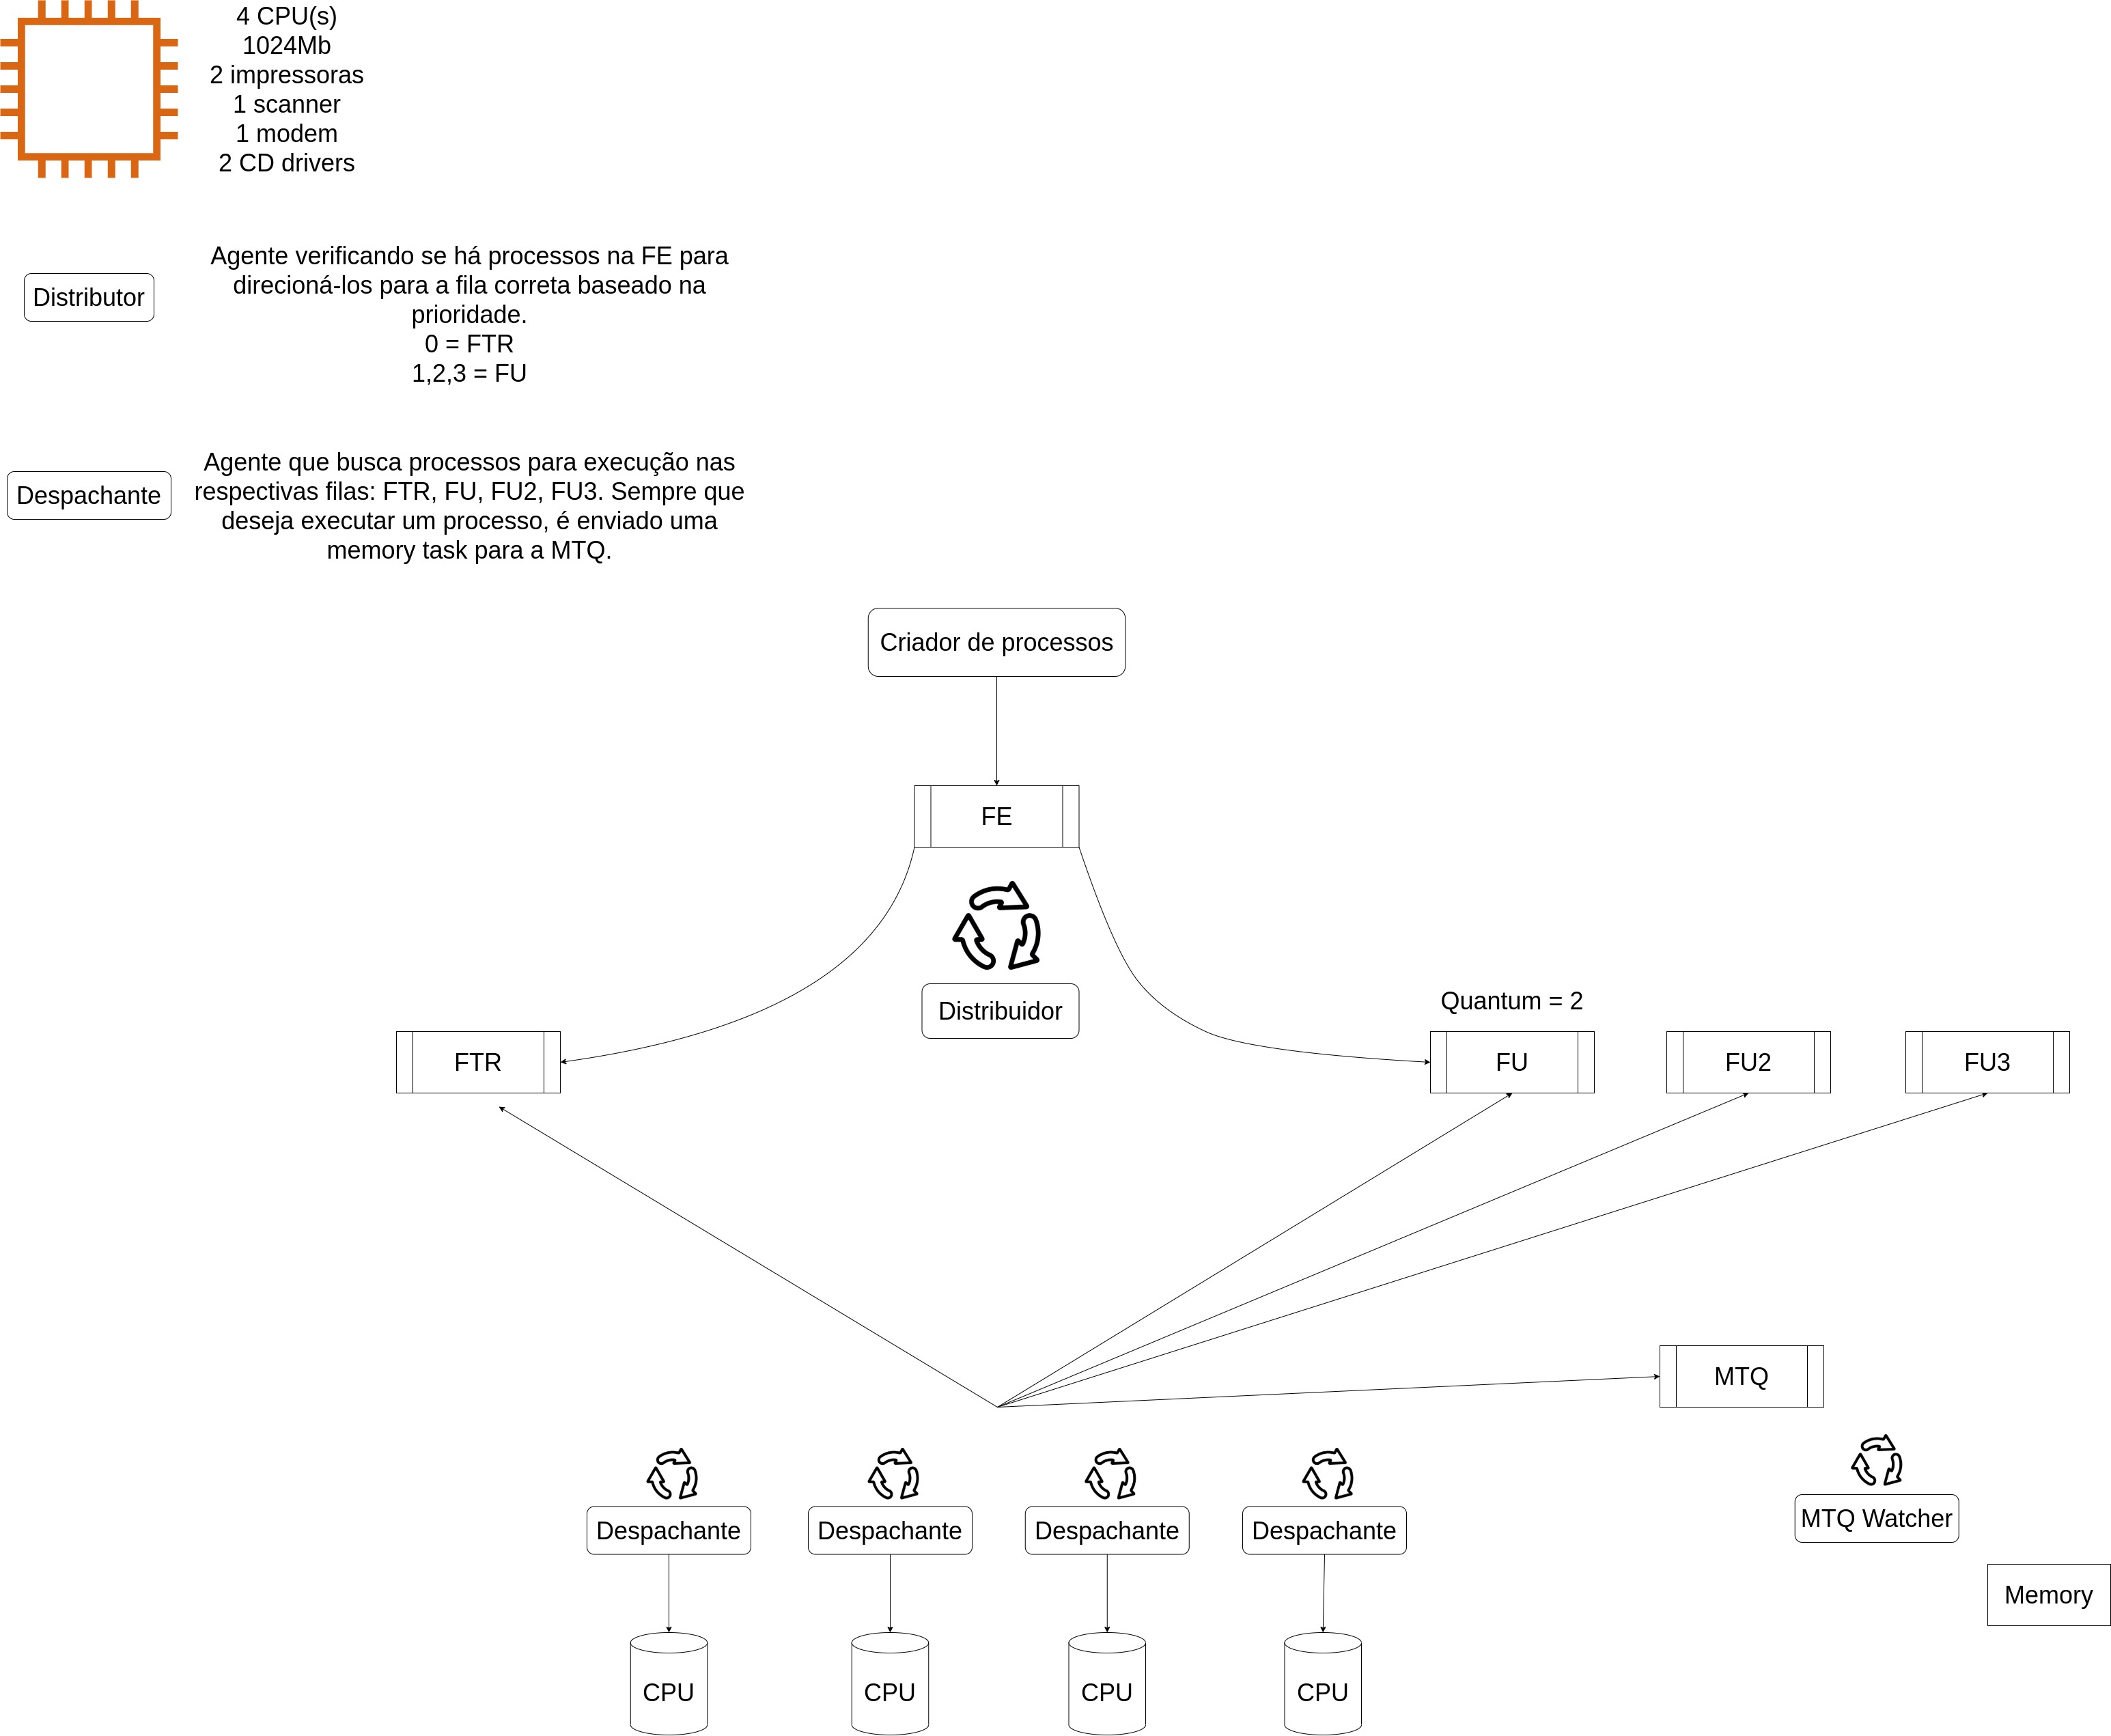 4 CPU(s)
1024Mb
2 impressoras
1 scanner
1 modem
2 CD drivers
Distributor
Agente verificando se há processos na FE para
direcioná-los para a fila correta baseado na
prioridade.
0 = FTR
1,2,3 = FU
Despachante
Agente que busca processos para execução nas
respectivas filas: FTR, FU, FU2, FU3. Sempre que
deseja executar um processo, é enviado uma
memory task para a MTQ.
Criador de processos
FE
Distribuidor
Quantum = 2
FTR
FU
FU2
FU3
MTQ
MTQ Watcher
Despachante
Despachante
Despachante
Despachante
Memory
CPU
CPU
CPU
CPU